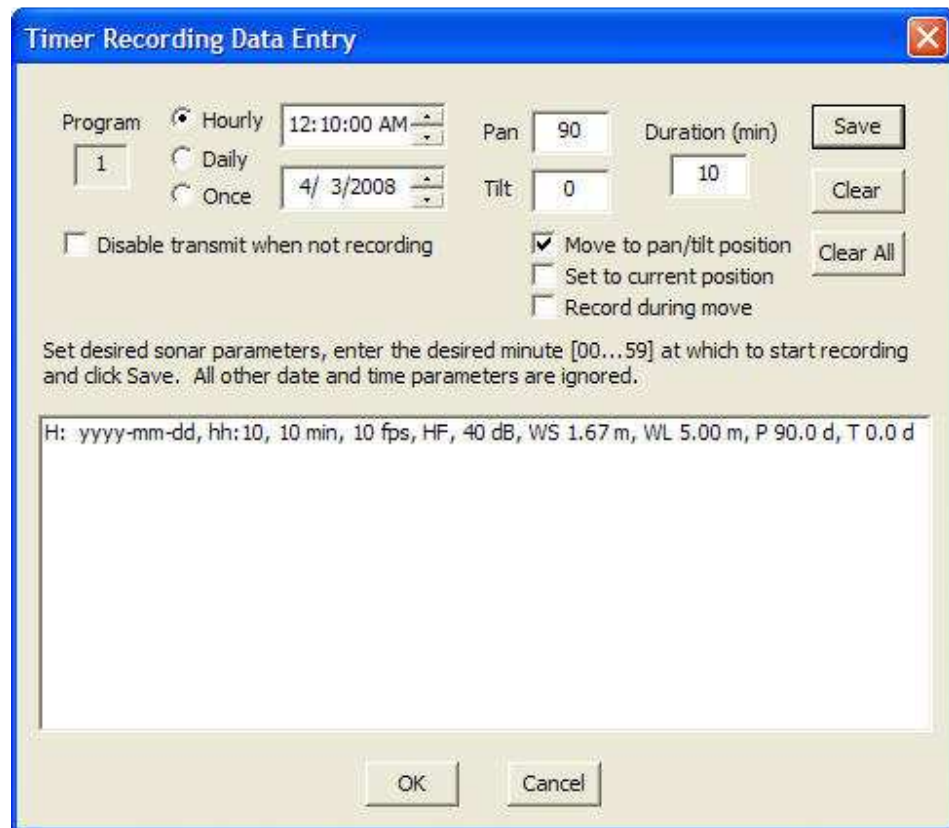 Timer Recording Data Entry
Program
1
Hourly
Daily
Once
12:10:00 AM
4/ 3/2008
Pan 90
Tilt 0
Duration (min)
10
Save
Clear
Clear All
Disable transmit when not recording
Move to pan/tilt position
Set to current position
Record during move
Set desired sonar parameters, enter the desired minute [00...59] at which to start recording
and click Save. All other date and time parameters are ignored.
H: yyyy-mm-dd, hh:10, 10 min, 10 fps, HF, 40 dB, WS 1.67 m, WL 5.00 m, P 90.0 d, T 0.0 d
OK Cancel